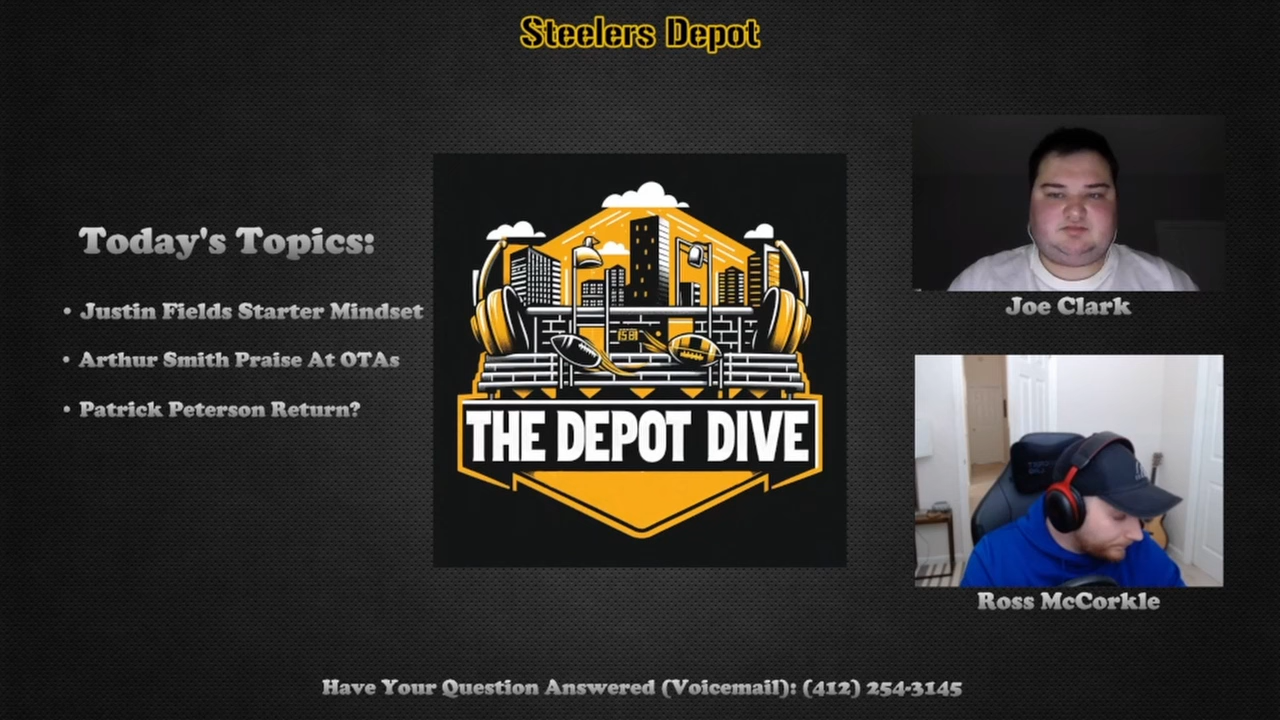 Steelers Depot
Today's Topics:
• Justin Fields Starter Mindset
• Arthur Smith Praise At OTAs
• Patrick Peterson Return?
THE DEPOT DIVE
Joe Clark
Ross McCorkle
Have Your Question Answered (Voicemail): (412) 254-3145